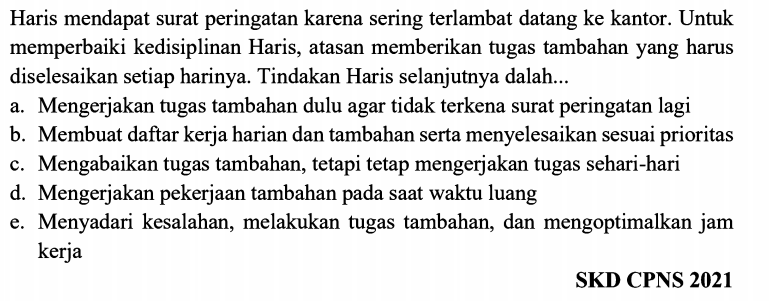 Haris mendapat surat peringatan karena sering terlambat datang ke kantor. Untuk
memperbaiki kedisiplinan Haris, atasan memberikan tugas tambahan yang harus
diselesaikan setiap harinya. Tindakan Haris selanjutnya dalah...
a. Mengerjakan tugas tambahan dulu agar tidak terkena surat peringatan lagi
b. Membuat daftar kerja harian dan tambahan serta menyelesaikan sesuai prioritas
c. Mengabaikan tugas tambahan, tetapi tetap mengerjakan tugas sehari-hari
d. Mengerjakan pekerjaan tambahan pada saat waktu luang
e. Menyadari kesalahan, melakukan tugas tambahan, dan mengoptimalkan jam
kerja
SKD CPNS 2021